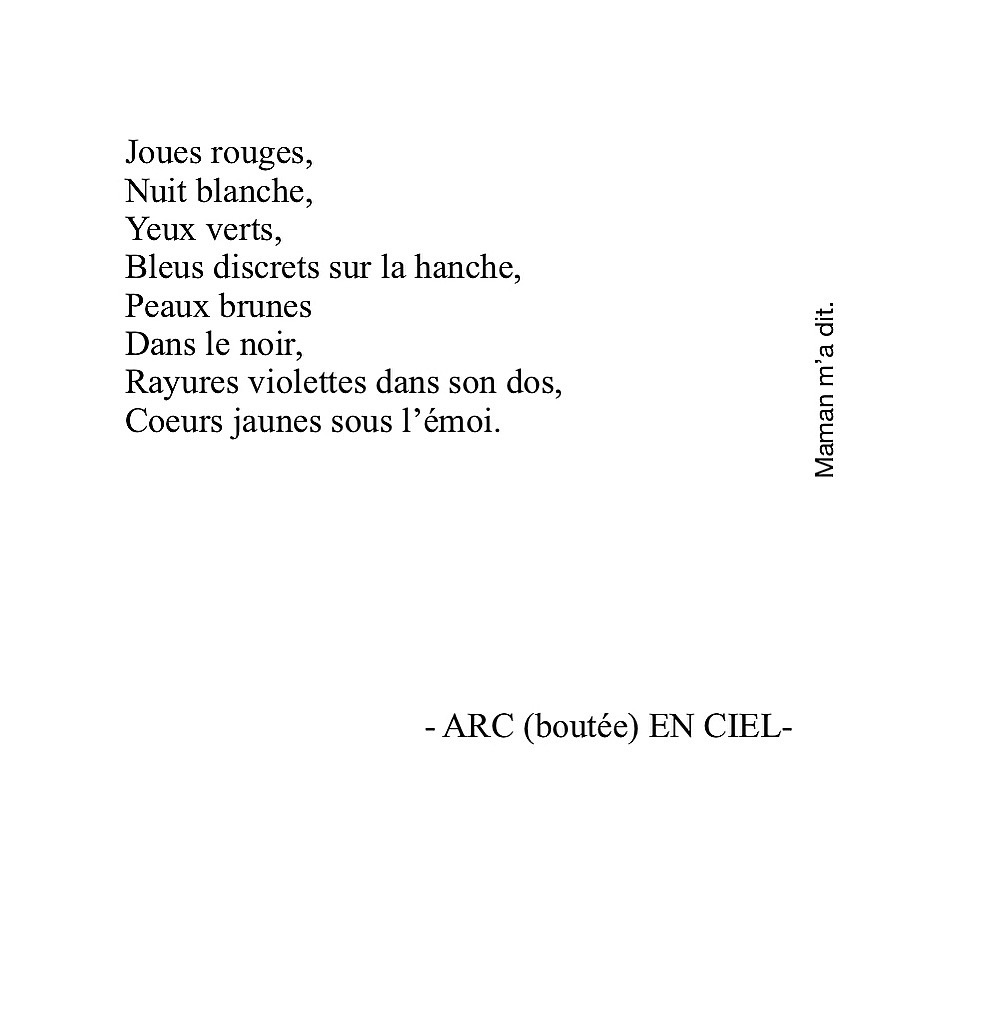 Joues rouges,
Nuit blanche,
Yeux verts,
Bleus discrets sur la hanche,
Peaux brunes
Dans le noir,
Rayures violettes dans son dos,
Coeurs jaunes sous l’émoi.
Maman m’a dit.
- ARC (boutée) EN CIEL-